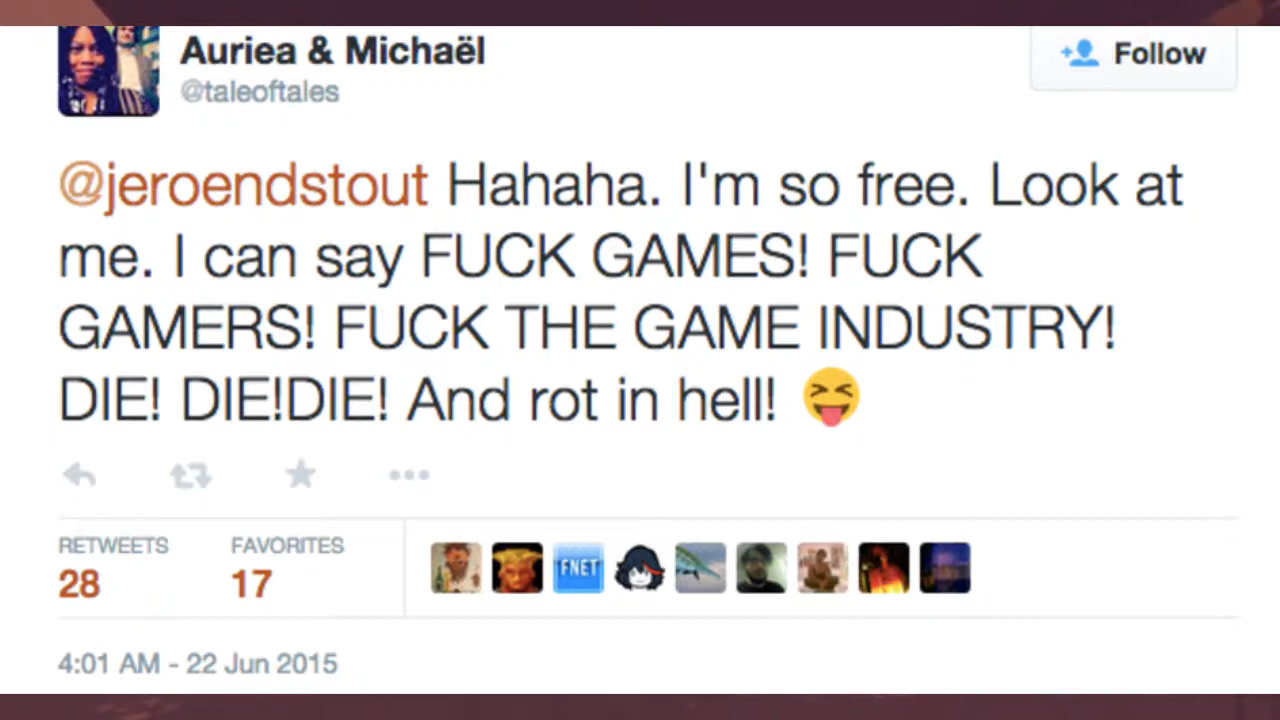 Auriea & Michaël
@taleoftales
Follow
@jeroendstout Hahaha. I'm so free. Look at
me. I can say FUCK GAMES! FUCK
GAMERS! FUCK THE GAME INDUSTRY!
DIE! DIE!DIE! And rot in hell! 😝
RETWEETS FAVORITES
28 17
FNET
4:01 AM - 22 Jun 2015